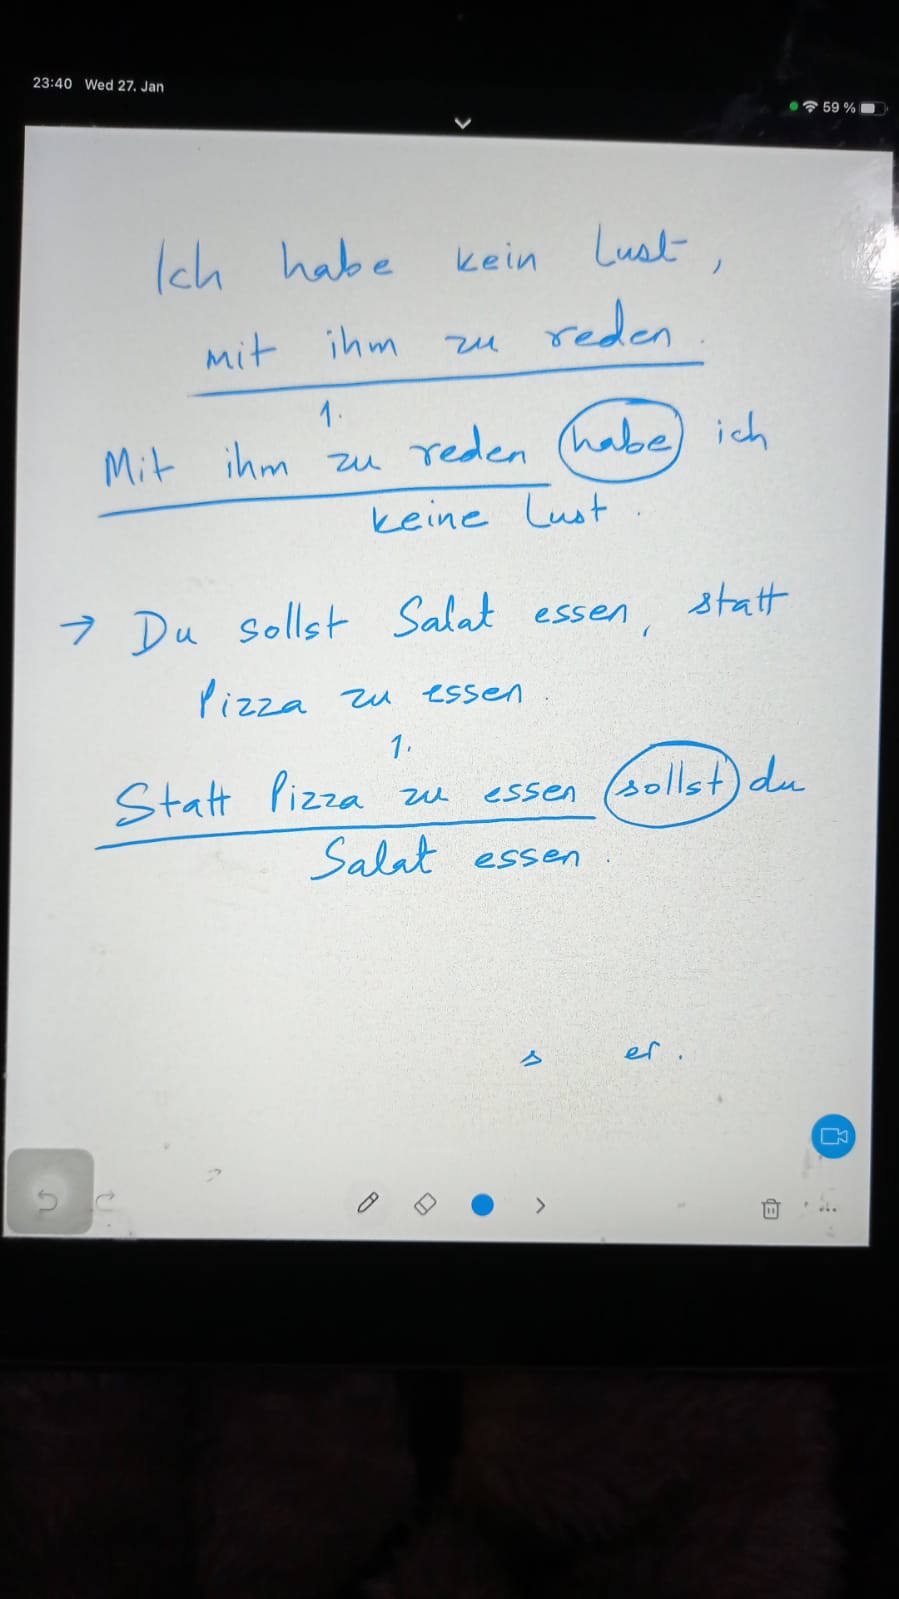 23:40 Wed 27. Jan
59 %
Ich habe kein Lust,
mit ihm zu reden.
1.
Mit ihm zu reden habe ich
keine Lust.
→ Du sollst Salat essen, statt
Pizza zu essen.
1.
Statt Pizza zu essen sollst du
Salat essen.
s er.